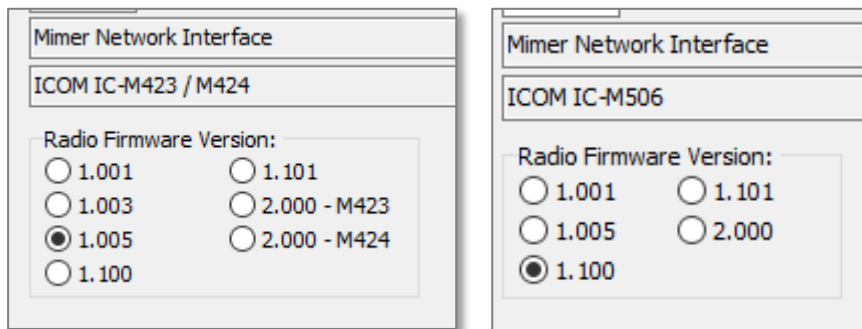 Mimer Network Interface
ICOM IC-M423 / M424
Radio Firmware Version:
1.001
1.101
1.003
2.000 - M423
1.005
2.000 - M424
1.100
Mimer Network Interface
ICOM IC-M506
Radio Firmware Version:
1.001
1.101
1.005
2.000
1.100